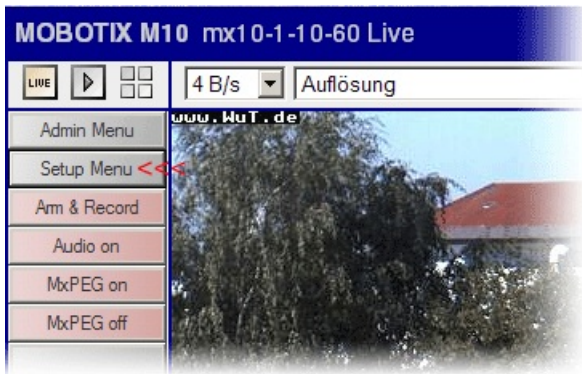 MOBOTIX M10 mx10-1-10-60 Live
LIVE 4 B/s Auflösung
www.WuT.de
Admin Menu
Setup Menu <<<
Arm & Record
Audio on
MxPEG on
MxPEG off